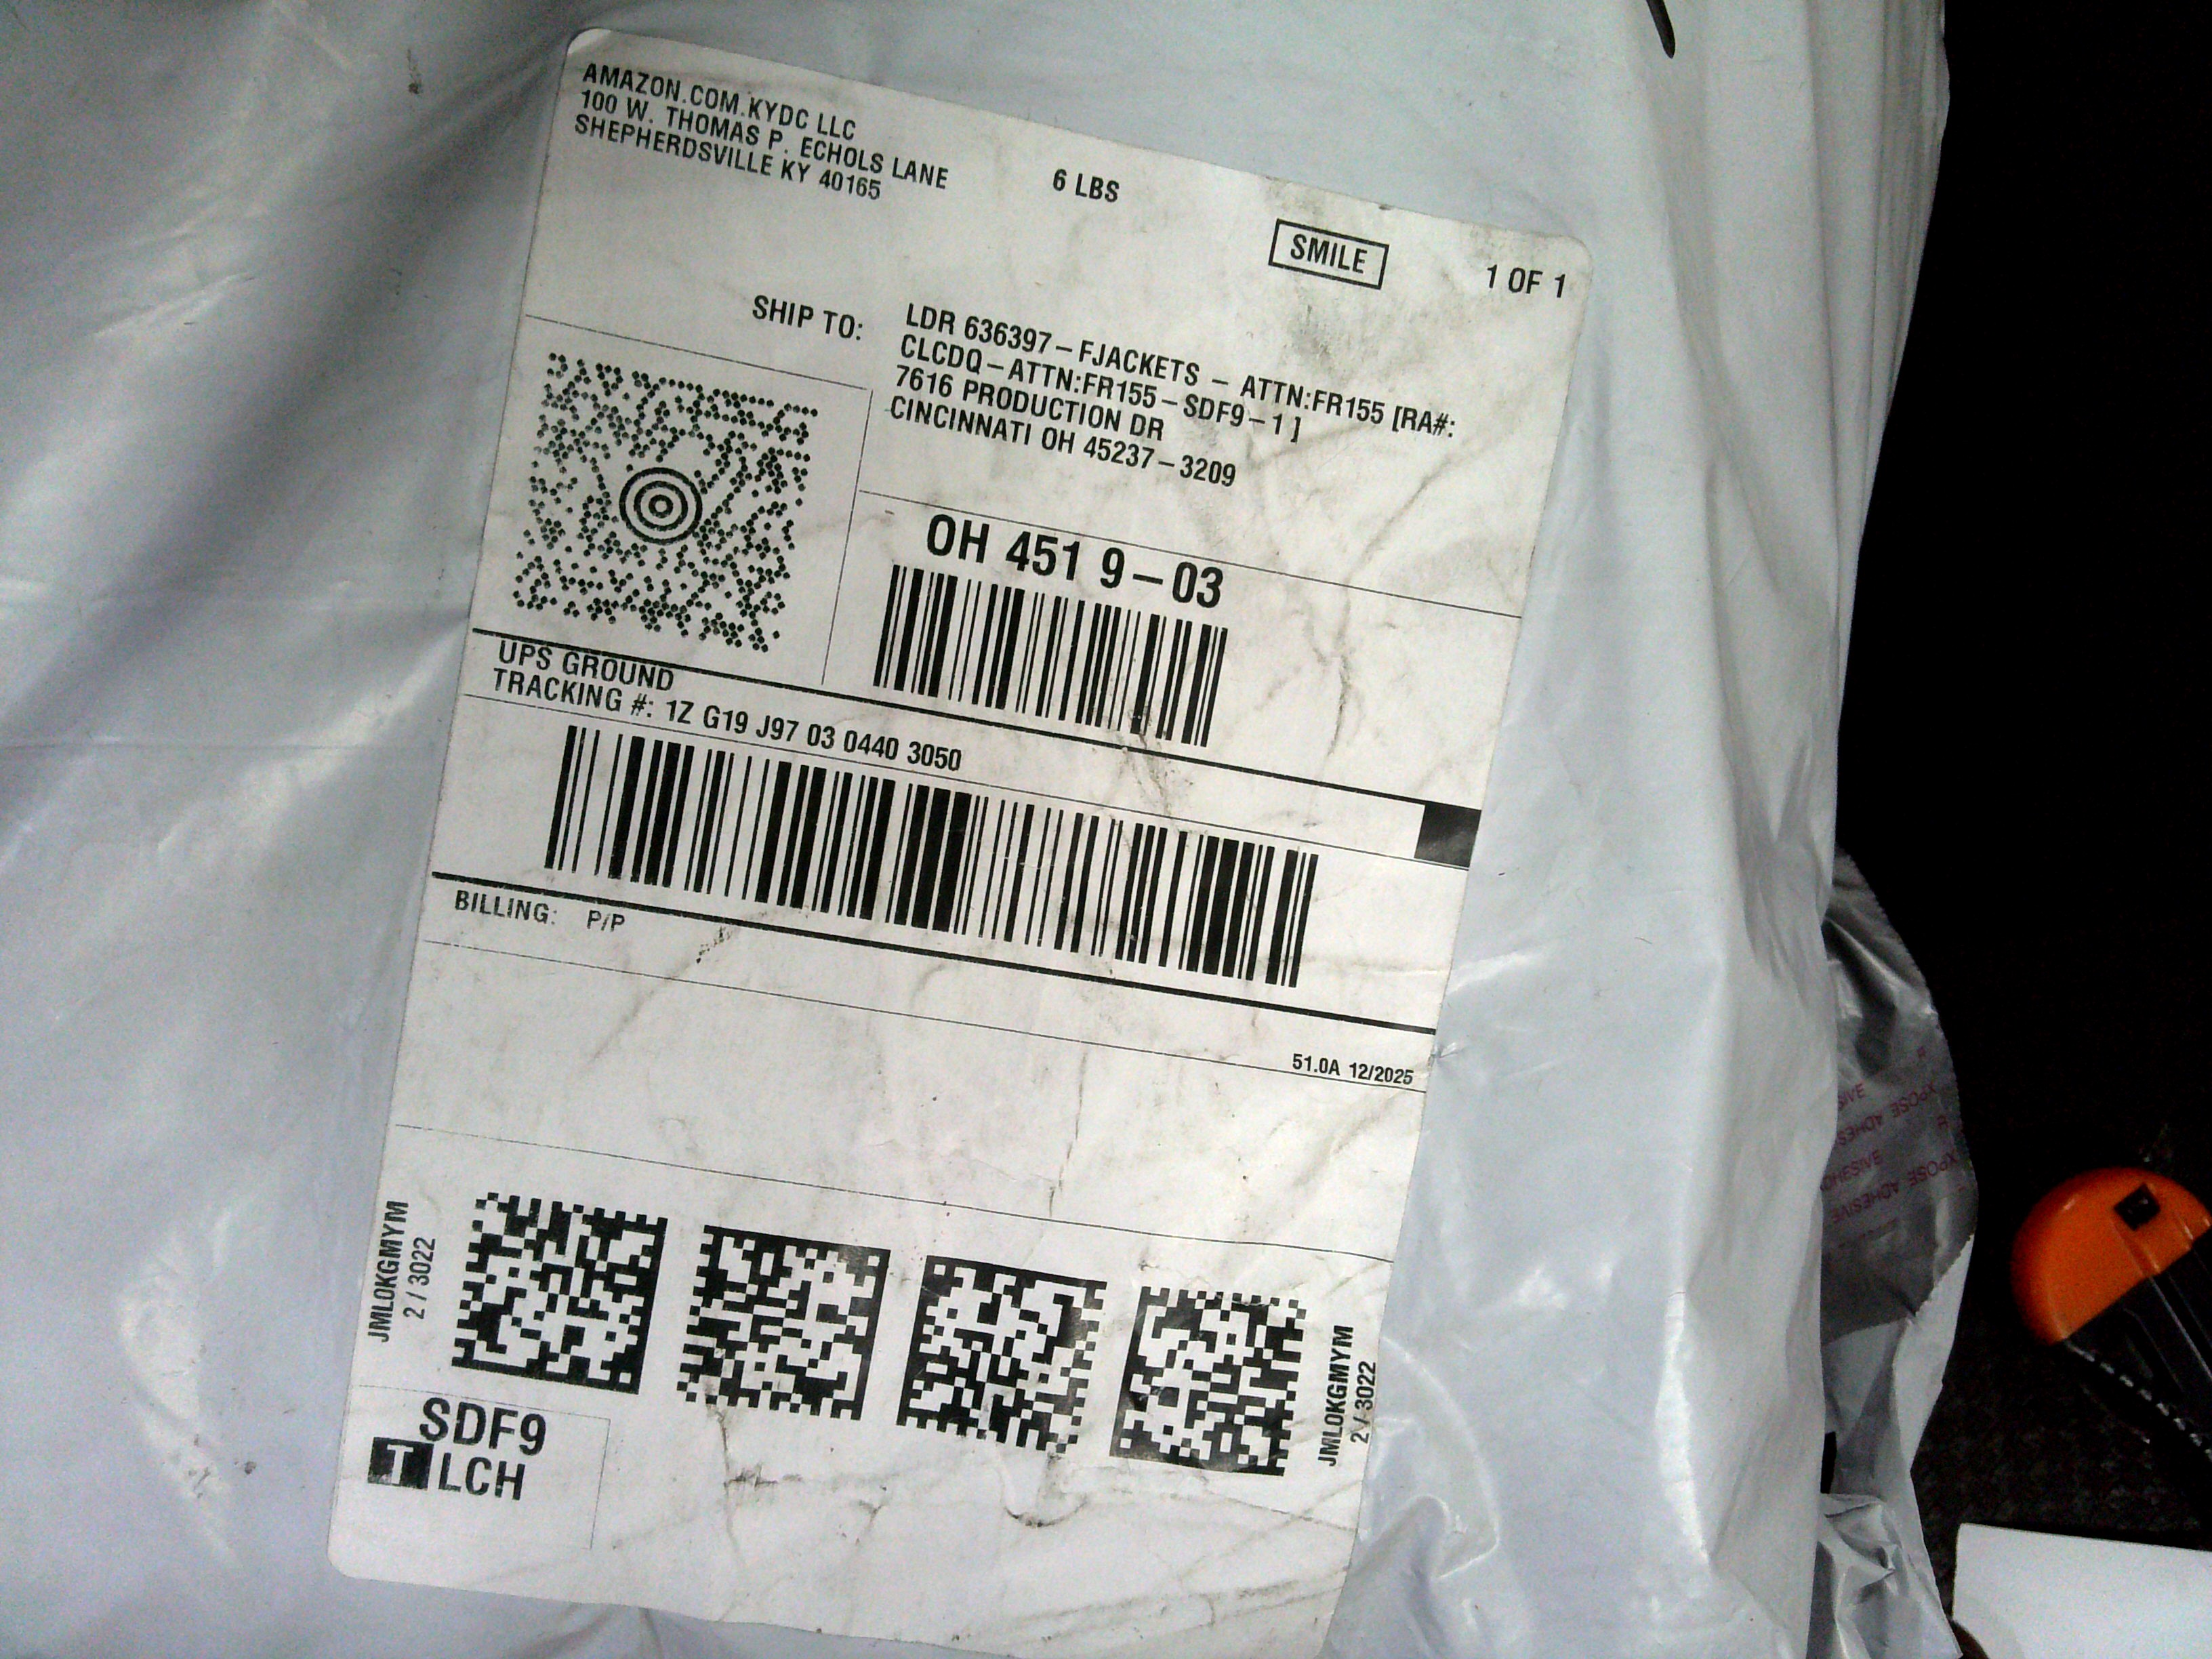 AMAZON.COM.KYDC LLC
100 W. THOMAS P. ECHOLS LANE
SHEPHERDSVILLE KY 40165
6 LBS
SMILE
1 OF 1
SHIP TO:
LDR 636397-FJACKETS - ATTN:FR155 [RA#:
CLCDQ-ATTN:FR155-SDF9-1 ]
7616 PRODUCTION DR
CINCINNATI OH 45237-3209
OH 451 9-03
UPS GROUND
TRACKING #: 1Z G19 J97 03 0440 3050
BILLING: P/P
51.0A 12/2025
JMLOKGMYM
2 / 3022
JMLOKGMYM
2 / 3022
SDF9
T LCH
XPOSE ADHESIVE